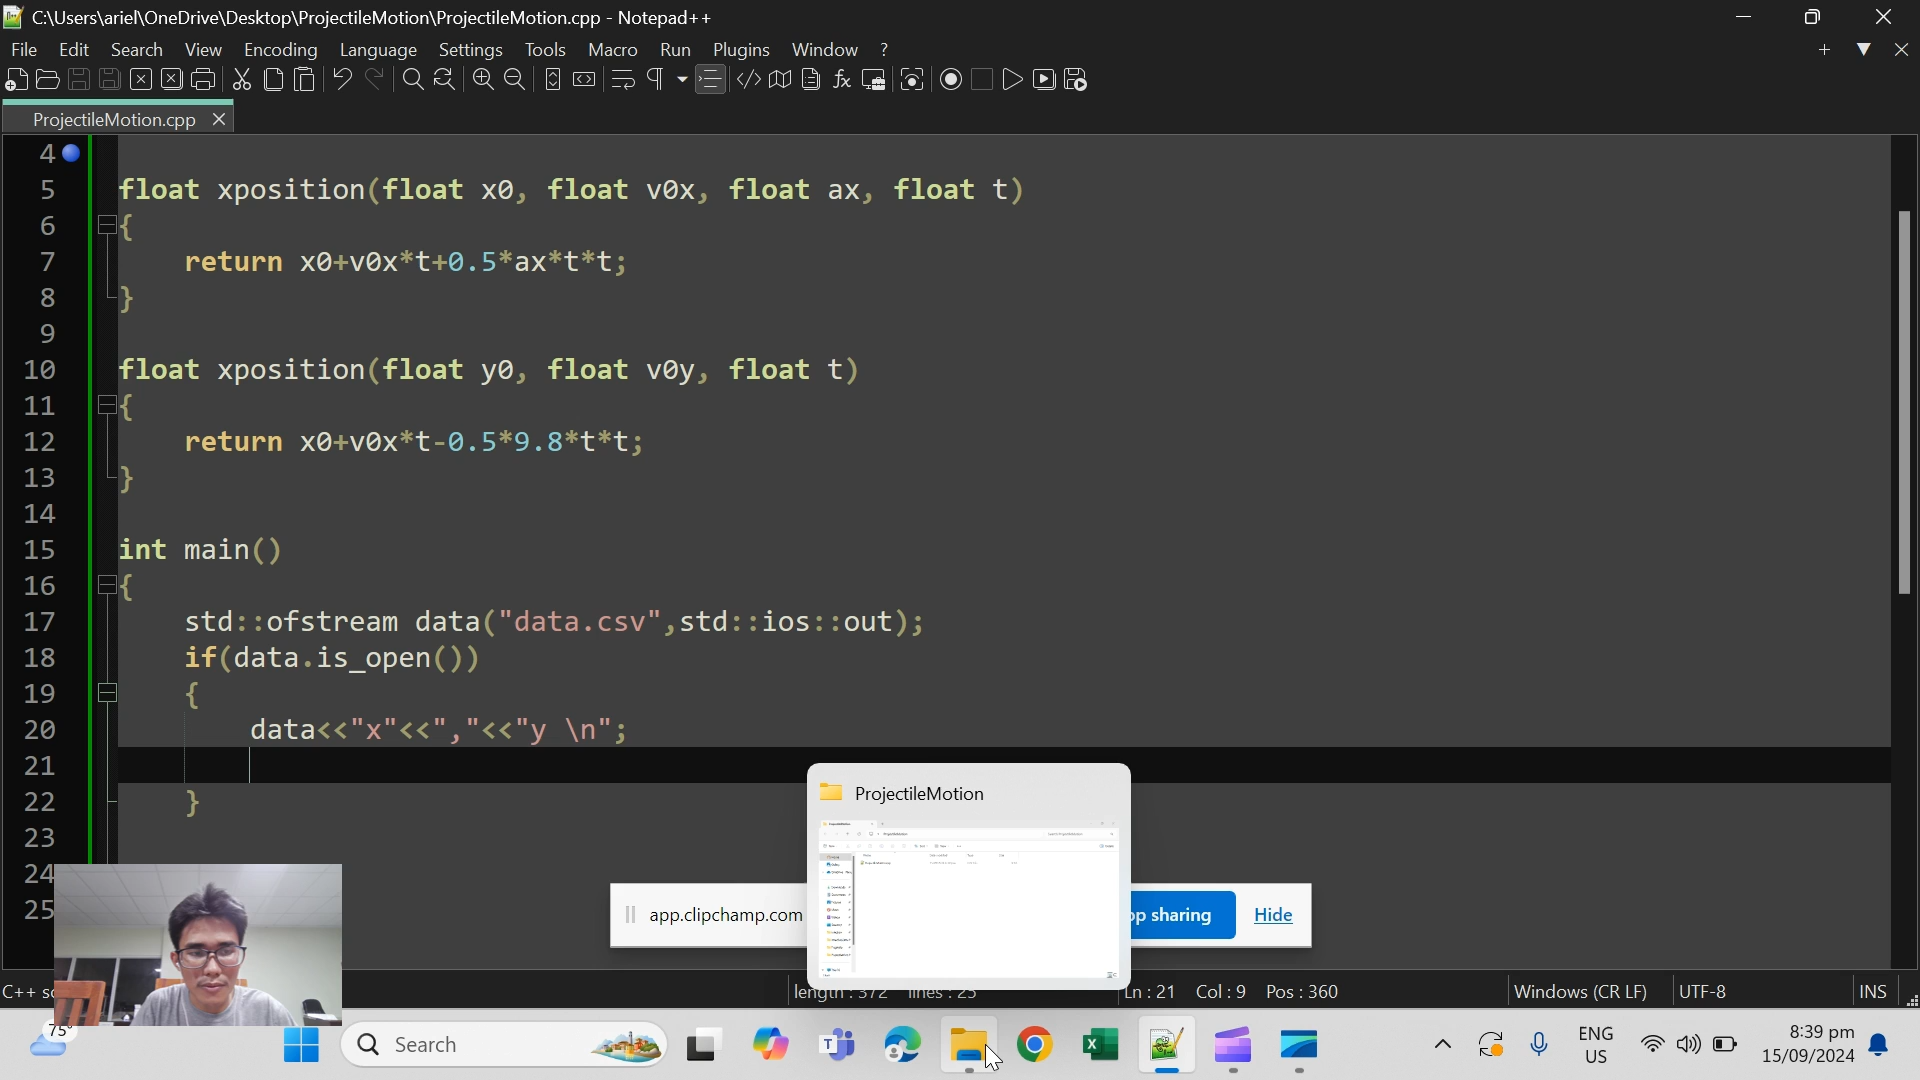 C:\Users\ariel\OneDrive\Desktop\ProjectileMotion\ProjectileMotion.cpp - Notepad++
File Edit Search View Encoding Language Settings Tools Macro Run Plugins Window ?
ProjectileMotion.cpp
4
5 float xposition(float x0, float v0x, float ax, float t)
6 {
7 return x0+v0x*t+0.5*ax*t*t;
8 }
9
10 float xposition(float y0, float v0y, float t)
11 {
12 return x0+v0x*t-0.5*9.8*t*t;
13 }
14
15 int main()
16 {
17 std::ofstream data("data.csv",std::ios::out);
18 if(data.is_open())
19 {
20 data<<"x"<<","<<"y \n";
21
22 }
23
24
25
ProjectileMotion
app.clipchamp.com
sharing Hide
C++ length : 372 lines : 25 Ln : 21 Col : 9 Pos : 360 Windows (CR LF) UTF-8 INS
75°
Search
ENG
US
8:39 pm
15/09/2024